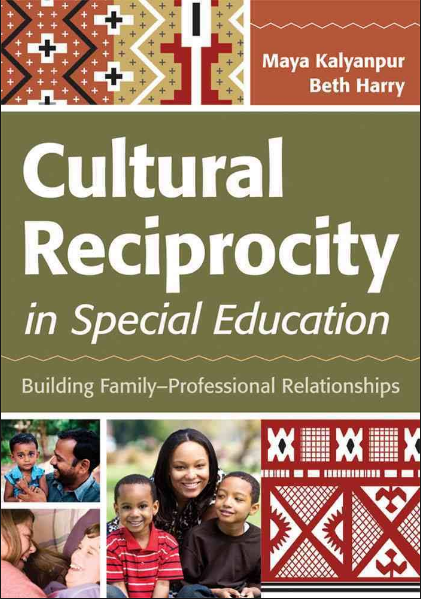 Maya Kalyanpur
Beth Harry
Cultural
Reciprocity
in Special Education
Building Family–Professional Relationships